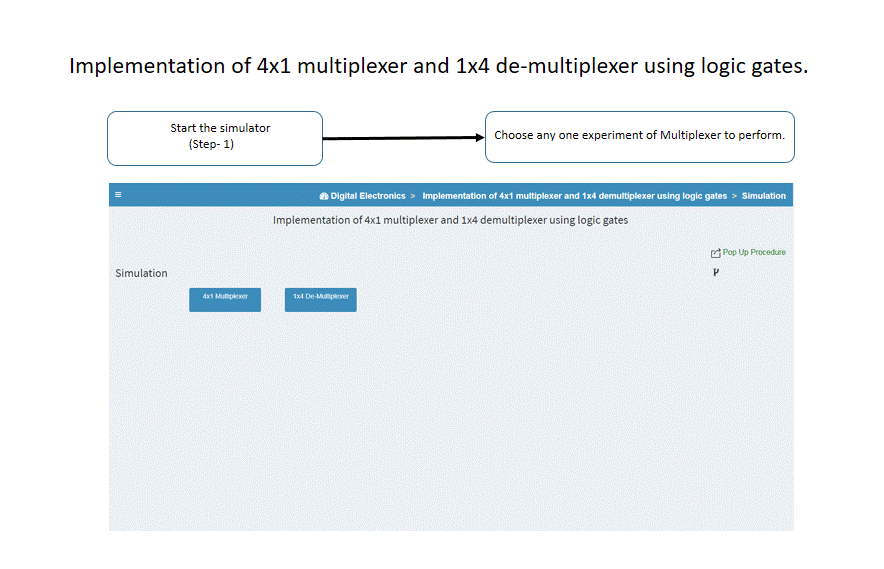 Implementation of 4x1 multiplexer and 1x4 de-multiplexer using logic gates.
Start the simulator
(Step- 1)
Choose any one experiment of Multiplexer to perform.
Digital Electronics > Implementation of 4x1 multiplexer and 1x4 demultiplexer using logic gates > Simulation
Implementation of 4x1 multiplexer and 1x4 demultiplexer using logic gates
Pop Up Procedure
Simulation
4x1 Multiplexer
1x4 De-Multiplexer